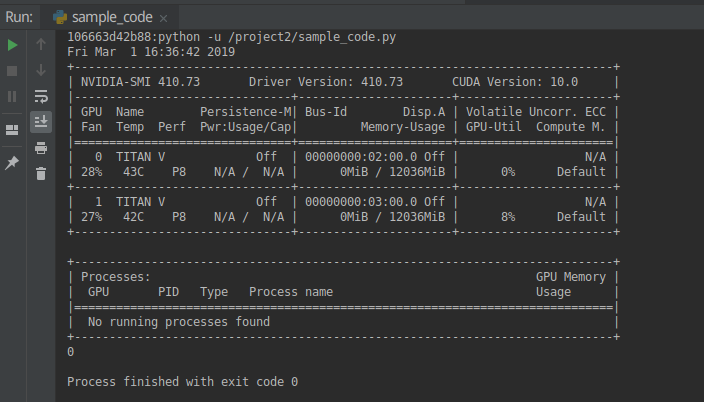 Run: sample_code
106663d42b88:python -u /project2/sample_code.py
Fri Mar  1 16:36:42 2019
+-----------------------------------------------------------------------------+
| NVIDIA-SMI 410.73       Driver Version: 410.73       CUDA Version: 10.0     |
|-------------------------------+----------------------+----------------------+
| GPU  Name        Persistence-M| Bus-Id        Disp.A | Volatile Uncorr. ECC |
| Fan  Temp  Perf  Pwr:Usage/Cap|         Memory-Usage | GPU-Util  Compute M. |
|===============================+======================+======================|
|   0  TITAN V             Off  | 00000000:02:00.0 Off |                  N/A |
| 28%   43C    P8    N/A /  N/A |      0MiB / 12036MiB |      0%      Default |
+-------------------------------+----------------------+----------------------+
|   1  TITAN V             Off  | 00000000:03:00.0 Off |                  N/A |
| 27%   42C    P8    N/A /  N/A |      0MiB / 12036MiB |      8%      Default |
+-------------------------------+----------------------+----------------------+

+-----------------------------------------------------------------------------+
| Processes:                                                       GPU Memory |
|  GPU       PID   Type   Process name                             Usage      |
|=============================================================================|
|  No running processes found                                                 |
+-----------------------------------------------------------------------------+
0

Process finished with exit code 0